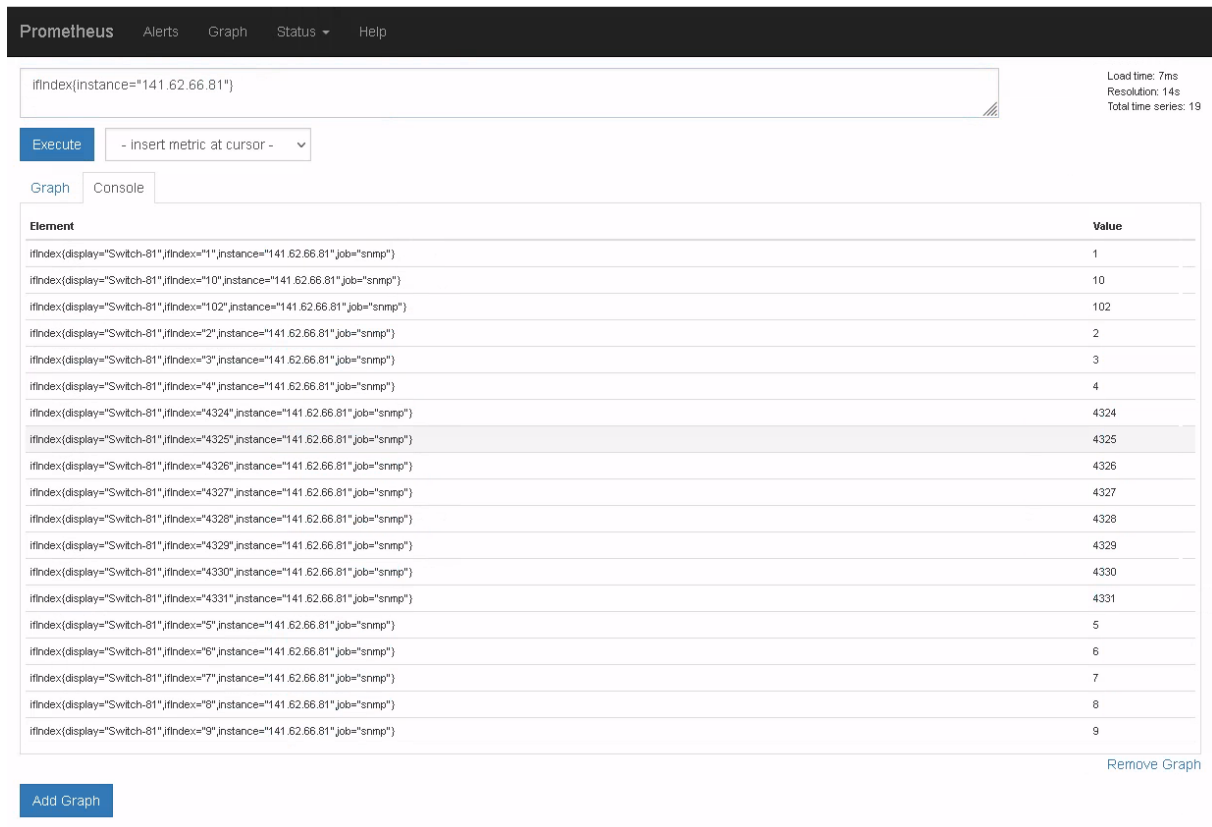 Prometheus Alerts Graph Status Help
ifIndex{instance="141.62.66.81"}
Load time: 7ms
Resolution: 14s
Total time series: 19
Execute - insert metric at cursor -
Graph Console
Element Value
ifIndex{display="Switch-81",ifIndex="1",instance="141.62.66.81",job="snmp"} 1
ifIndex{display="Switch-81",ifIndex="10",instance="141.62.66.81",job="snmp"} 10
ifIndex{display="Switch-81",ifIndex="102",instance="141.62.66.81",job="snmp"} 102
ifIndex{display="Switch-81",ifIndex="2",instance="141.62.66.81",job="snmp"} 2
ifIndex{display="Switch-81",ifIndex="3",instance="141.62.66.81",job="snmp"} 3
ifIndex{display="Switch-81",ifIndex="4",instance="141.62.66.81",job="snmp"} 4
ifIndex{display="Switch-81",ifIndex="4324",instance="141.62.66.81",job="snmp"} 4324
ifIndex{display="Switch-81",ifIndex="4325",instance="141.62.66.81",job="snmp"} 4325
ifIndex{display="Switch-81",ifIndex="4326",instance="141.62.66.81",job="snmp"} 4326
ifIndex{display="Switch-81",ifIndex="4327",instance="141.62.66.81",job="snmp"} 4327
ifIndex{display="Switch-81",ifIndex="4328",instance="141.62.66.81",job="snmp"} 4328
ifIndex{display="Switch-81",ifIndex="4329",instance="141.62.66.81",job="snmp"} 4329
ifIndex{display="Switch-81",ifIndex="4330",instance="141.62.66.81",job="snmp"} 4330
ifIndex{display="Switch-81",ifIndex="4331",instance="141.62.66.81",job="snmp"} 4331
ifIndex{display="Switch-81",ifIndex="5",instance="141.62.66.81",job="snmp"} 5
ifIndex{display="Switch-81",ifIndex="6",instance="141.62.66.81",job="snmp"} 6
ifIndex{display="Switch-81",ifIndex="7",instance="141.62.66.81",job="snmp"} 7
ifIndex{display="Switch-81",ifIndex="8",instance="141.62.66.81",job="snmp"} 8
ifIndex{display="Switch-81",ifIndex="9",instance="141.62.66.81",job="snmp"} 9
Remove Graph
Add Graph